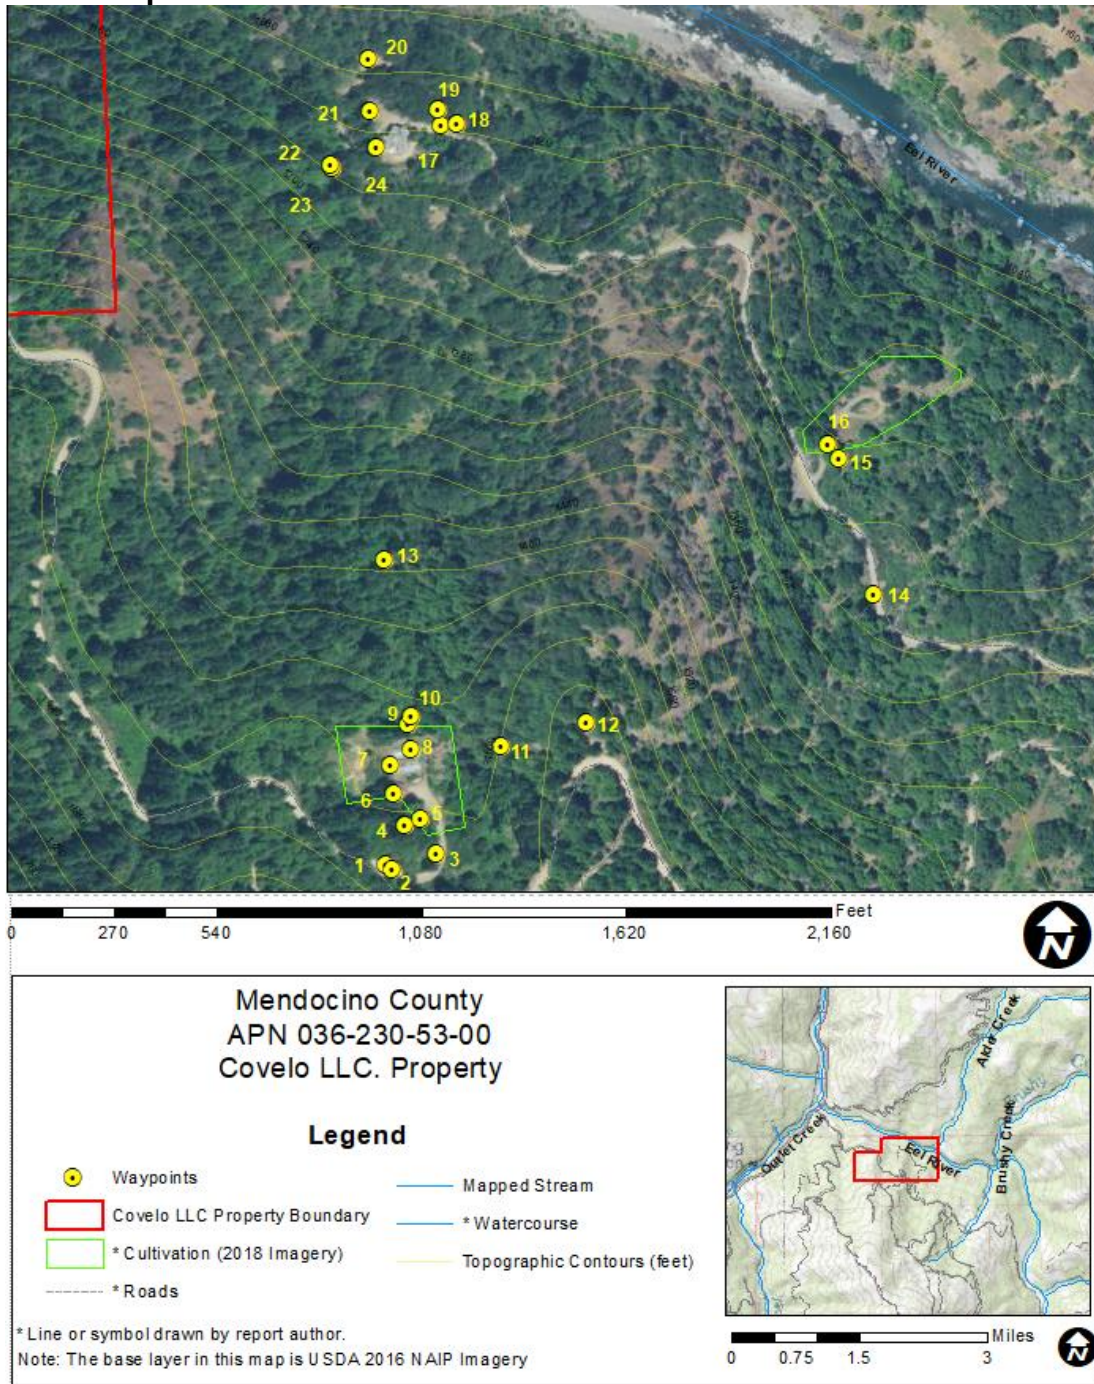 20
19
21
18
17
22
24
23
Eel River
1160
1040
16
15
13
14
10
9
12
8
11
7
6
5
4
3
1
2
Feet
0 270 540 1,080 1,620 2,160
N
Mendocino County
APN 036-230-53-00
Covelo LLC. Property
Legend
Waypoints
Covelo LLC Property Boundary
* Cultivation (2018 Imagery)
* Roads
Mapped Stream
* Watercourse
Topographic Contours (feet)
* Line or symbol drawn by report author.
Note: The base layer in this map is USDA 2016 NAIP Imagery
Alder Creek
Brushy Creek
Outlet Creek
Eel River
Miles
0 0.75 1.5 3
N